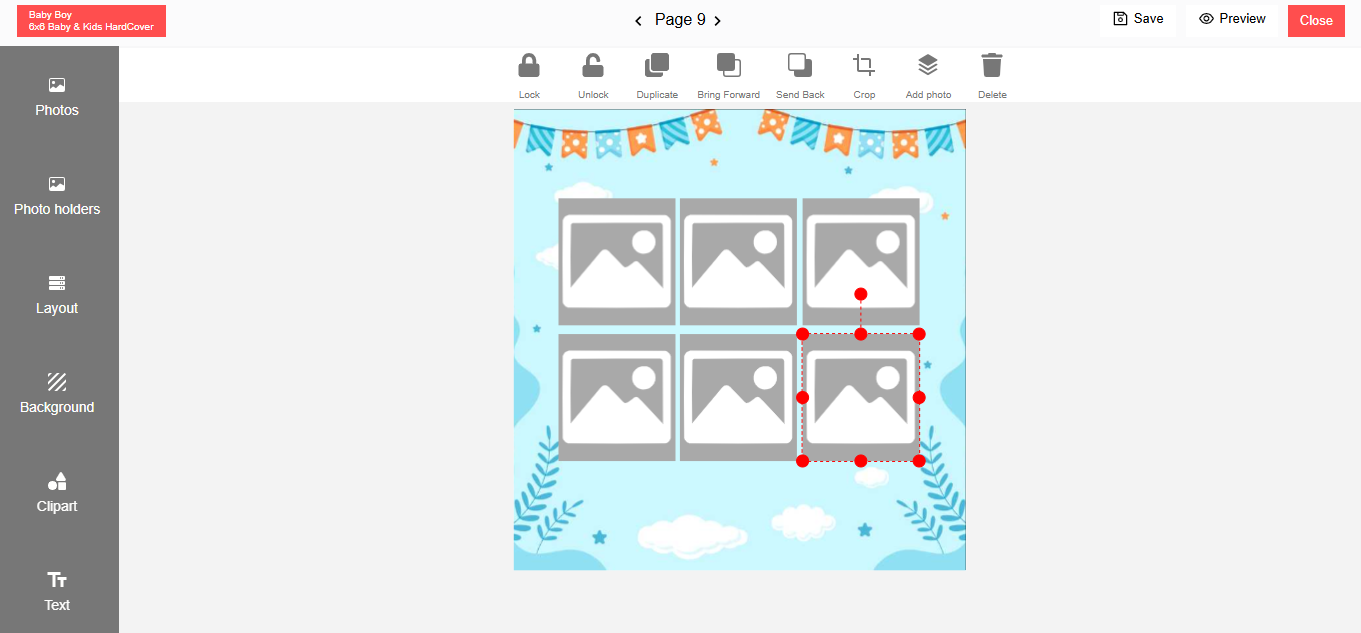 Baby Boy
6x6 Baby & Kids HardCover
Page 9
Save
Preview
Close
Lock
Unlock
Duplicate
Bring Forward
Send Back
Crop
Add photo
Delete
Photos
Photo holders
Layout
Background
Clipart
Text